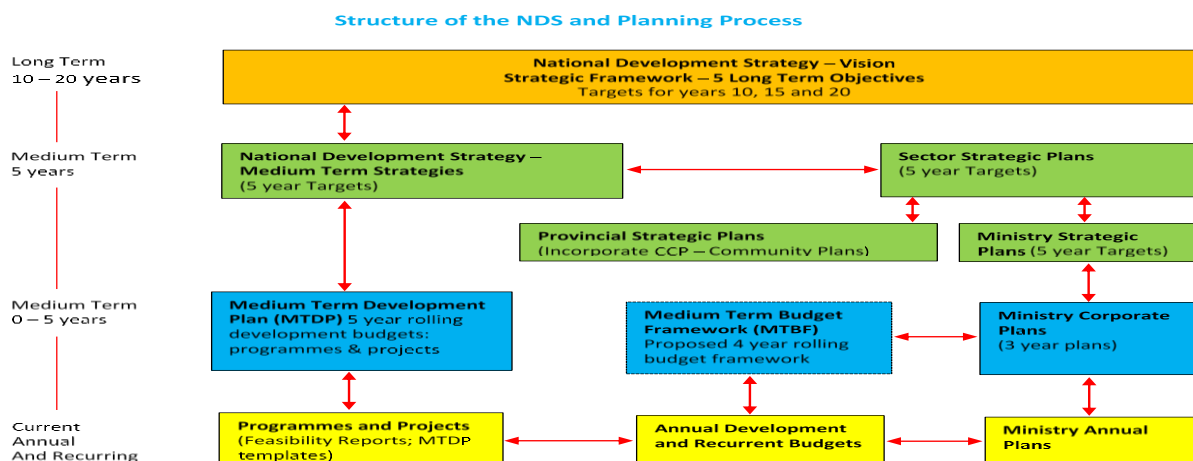 Structure of the NDS and Planning Process
Long Term
10 – 20 years
National Development Strategy – Vision
Strategic Framework – 5 Long Term Objectives
Targets for years 10, 15 and 20
Medium Term
5 years
National Development Strategy –
Medium Term Strategies
(5 year Targets)
Sector Strategic Plans
(5 year Targets)
Provincial Strategic Plans
(Incorporate CCP – Community Plans)
Ministry Strategic
Plans (5 year Targets)
Medium Term
0 – 5 years
Medium Term Development
Plan (MTDP) 5 year rolling
development budgets:
programmes & projects
Medium Term Budget
Framework (MTBF)
Proposed 4 year rolling
budget framework
Ministry Corporate
Plans
(3 year plans)
Current
Annual
And Recurring
Programmes and Projects
(Feasibility Reports; MTDP
templates)
Annual Development
and Recurrent Budgets
Ministry Annual
Plans